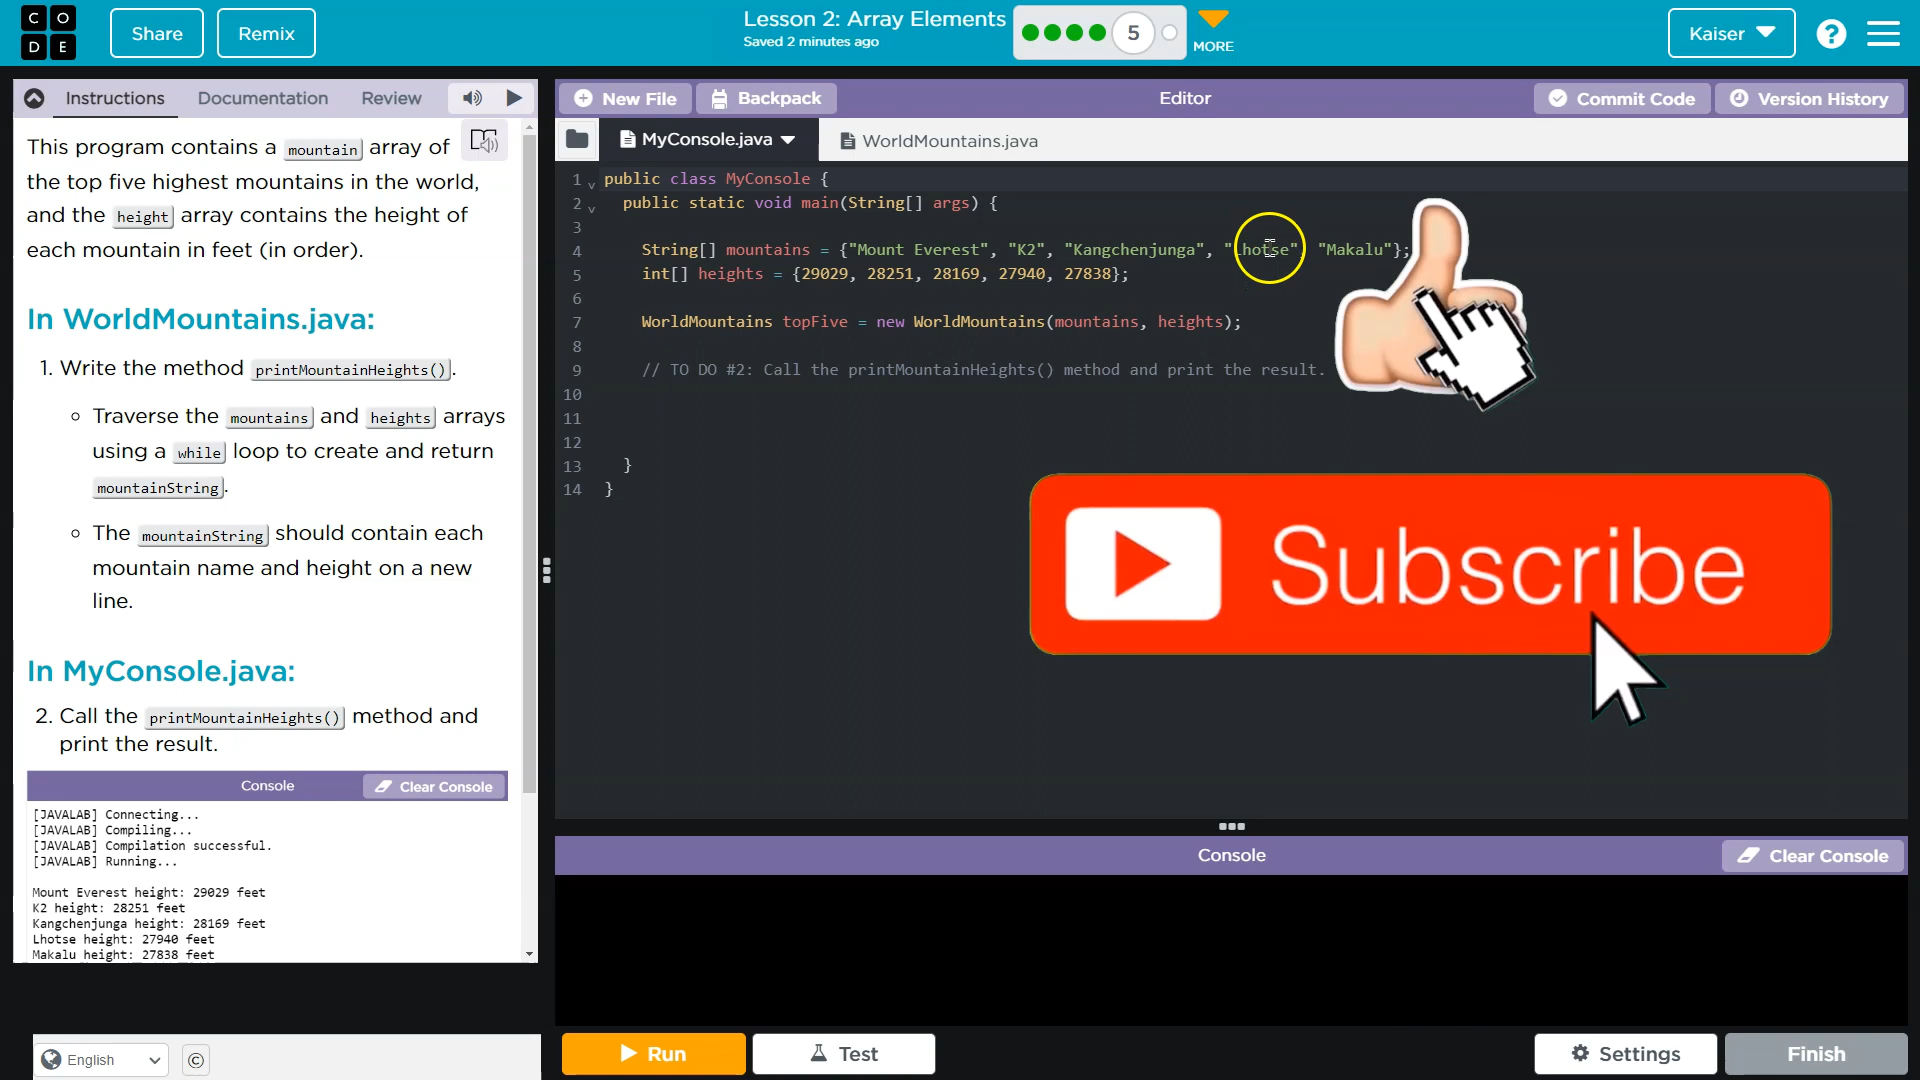 CODE
Share
Remix
Lesson 2: Array Elements
Saved 2 minutes ago
5
MORE
Kaiser
?
Instructions
Documentation
Review
This program contains a mountain array of
the top five highest mountains in the world,
and the height array contains the height of
each mountain in feet (in order).
In WorldMountains.java:
1. Write the method printMountainHeights().
Traverse the mountains and heights arrays
using a while loop to create and return
mountainString.
The mountainString should contain each
mountain name and height on a new
line.
In MyConsole.java:
2. Call the printMountainHeights() method and
print the result.
Console
Clear Console
[JAVALAB] Connecting...
[JAVALAB] Compiling...
[JAVALAB] Compilation successful.
[JAVALAB] Running...
Mount Everest height: 29029 feet
K2 height: 28251 feet
Kangchenjunga height: 28169 feet
Lhotse height: 27940 feet
Makalu height: 27838 feet
English
©
New File
Backpack
Editor
Commit Code
Version History
MyConsole.java
WorldMountains.java
1 public class MyConsole {
2 public static void main(String[] args) {
3
4 String[] mountains = {"Mount Everest", "K2", "Kangchenjunga", "Lhotse", "Makalu"};
5 int[] heights = {29029, 28251, 28169, 27940, 27838};
6
7 WorldMountains topFive = new WorldMountains(mountains, heights);
8
9 // TO DO #2: Call the printMountainHeights() method and print the result.
10
11
12
13 }
14 }
Subscribe
Console
Clear Console
Run
Test
Settings
Finish